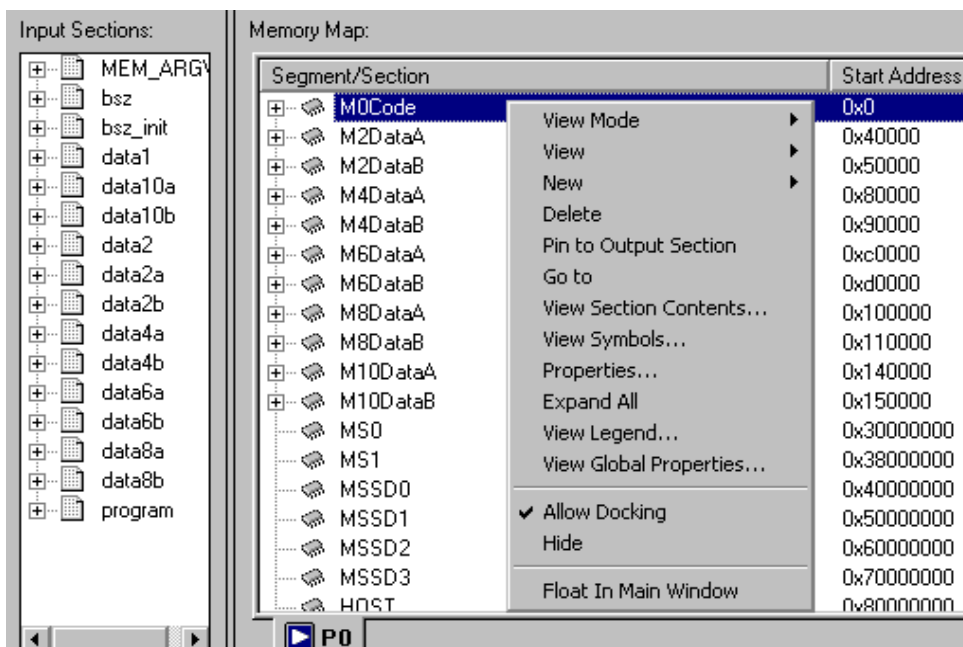 Input Sections:
MEM_ARGV
bsz
bsz_init
data1
data10a
data10b
data2
data2a
data2b
data4a
data4b
data6a
data6b
data8a
data8b
program
Memory Map:
Segment/Section Start Address
M0Code 0x0
M2DataA 0x40000
M2DataB 0x50000
M4DataA 0x80000
M4DataB 0x90000
M6DataA 0xc0000
M6DataB 0xd0000
M8DataA 0x100000
M8DataB 0x110000
M10DataA 0x140000
M10DataB 0x150000
MS0 0x30000000
MS1 0x38000000
MSSD0 0x40000000
MSSD1 0x50000000
MSSD2 0x60000000
MSSD3 0x70000000
HOST 0x80000000
View Mode
View
New
Delete
Pin to Output Section
Go to
View Section Contents...
View Symbols...
Properties...
Expand All
View Legend...
View Global Properties...
Allow Docking
Hide
Float In Main Window
P0